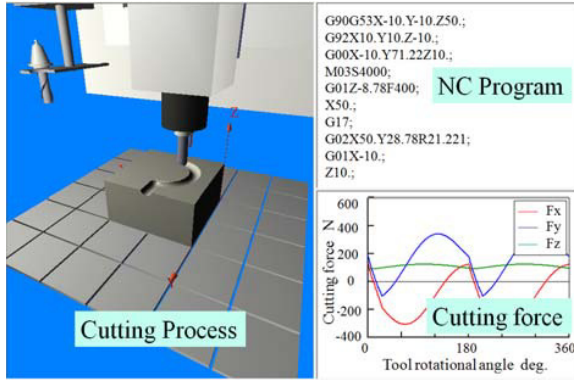 G90G53X-10.Y-10.Z50.;
G92X10.Y10.Z-10.;
G00X-10.Y71.22Z10.;
M03S4000;
G01Z-8.78F400;
X50.;
G17;
G02X50.Y28.78R21.221;
G01X-10.;
Z10.;
NC Program
Z
Cutting Process
Cutting force N
600
400
200
0
-200
-400
Fx
Fy
Fz
Cutting force
0
180
360
Tool rotational angle deg.